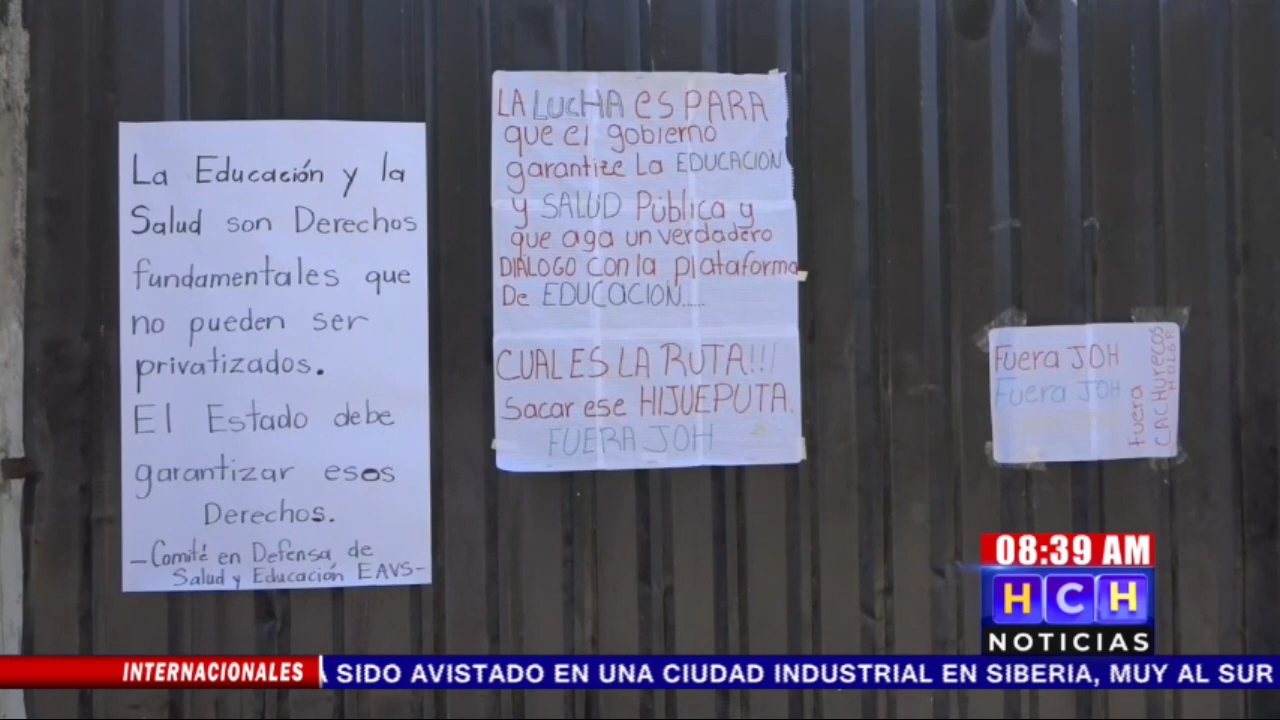 La Educación y la
Salud son Derechos
fundamentales que
no pueden ser
privatizados.
El Estado debe
garantizar esos
Derechos.
-Comité en Defensa de
Salud y Educación EAVS-
LA LUCHA es PARA
que el gobierno
garantize La EDUCACION
y SALUD Pública y
que aga un verdadero
DIALOGO con la plataforma
De EDUCACION.....
CUAL ES LA RUTA!!!
Sacar ese HIJUEPUTA.
FUERA JOH
Fuera JOH
Fuera JOH
Fuera
CACHurecos
08:39 AM
HCH
NOTICIAS
INTERNACIONALES
A SIDO AVISTADO EN UNA CIUDAD INDUSTRIAL EN SIBERIA, MUY AL SUR